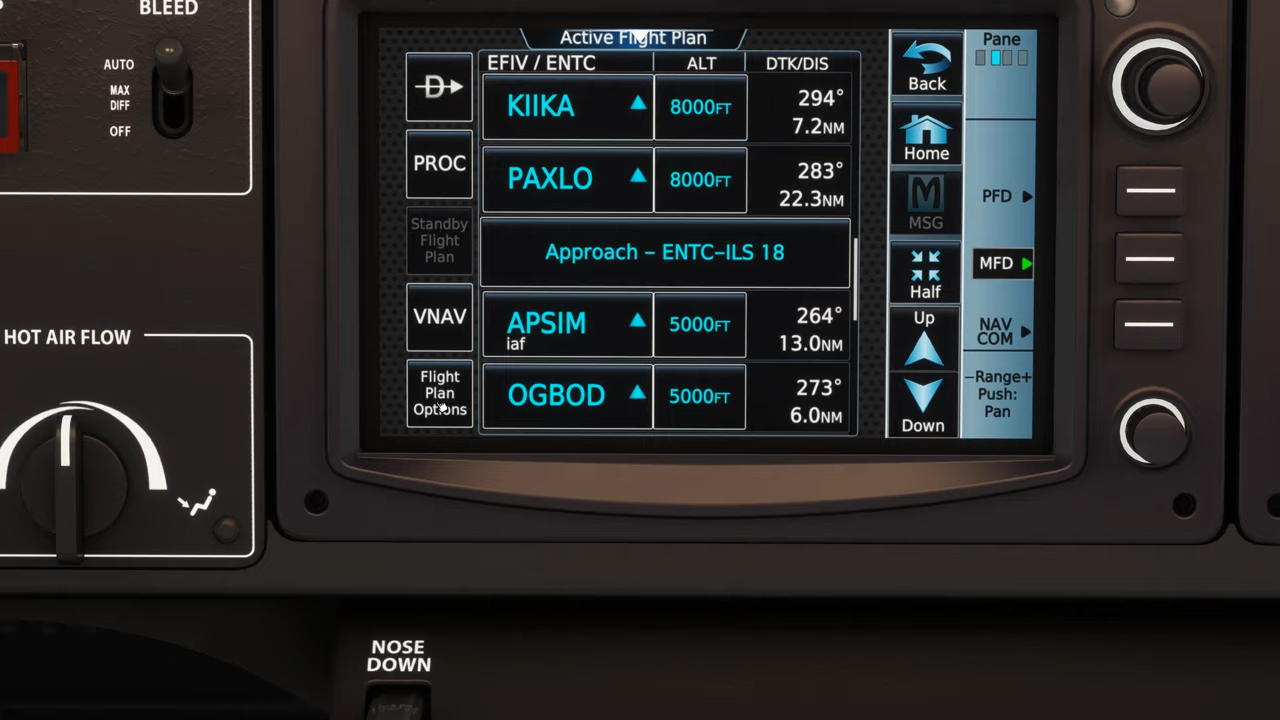 BLEED
AUTO
MAX
DIFF
OFF
HOT AIR FLOW
Active Flight Plan
EFIV / ENTC
ALT
DTK/DIS
D
KIIKA
8000FT
294°
7.2NM
PROC
PAXLO
8000FT
283°
22.3NM
Standby
Flight
Plan
Approach – ENTC–ILS 18
VNAV
APSIM
iaf
5000FT
264°
13.0NM
Flight
Plan
Options
OGBOD
5000FT
273°
6.0NM
Back
Home
M
MSG
Half
Up
Down
Pane
PFD
MFD
NAV
COM
–Range+
Push:
Pan
NOSE
DOWN